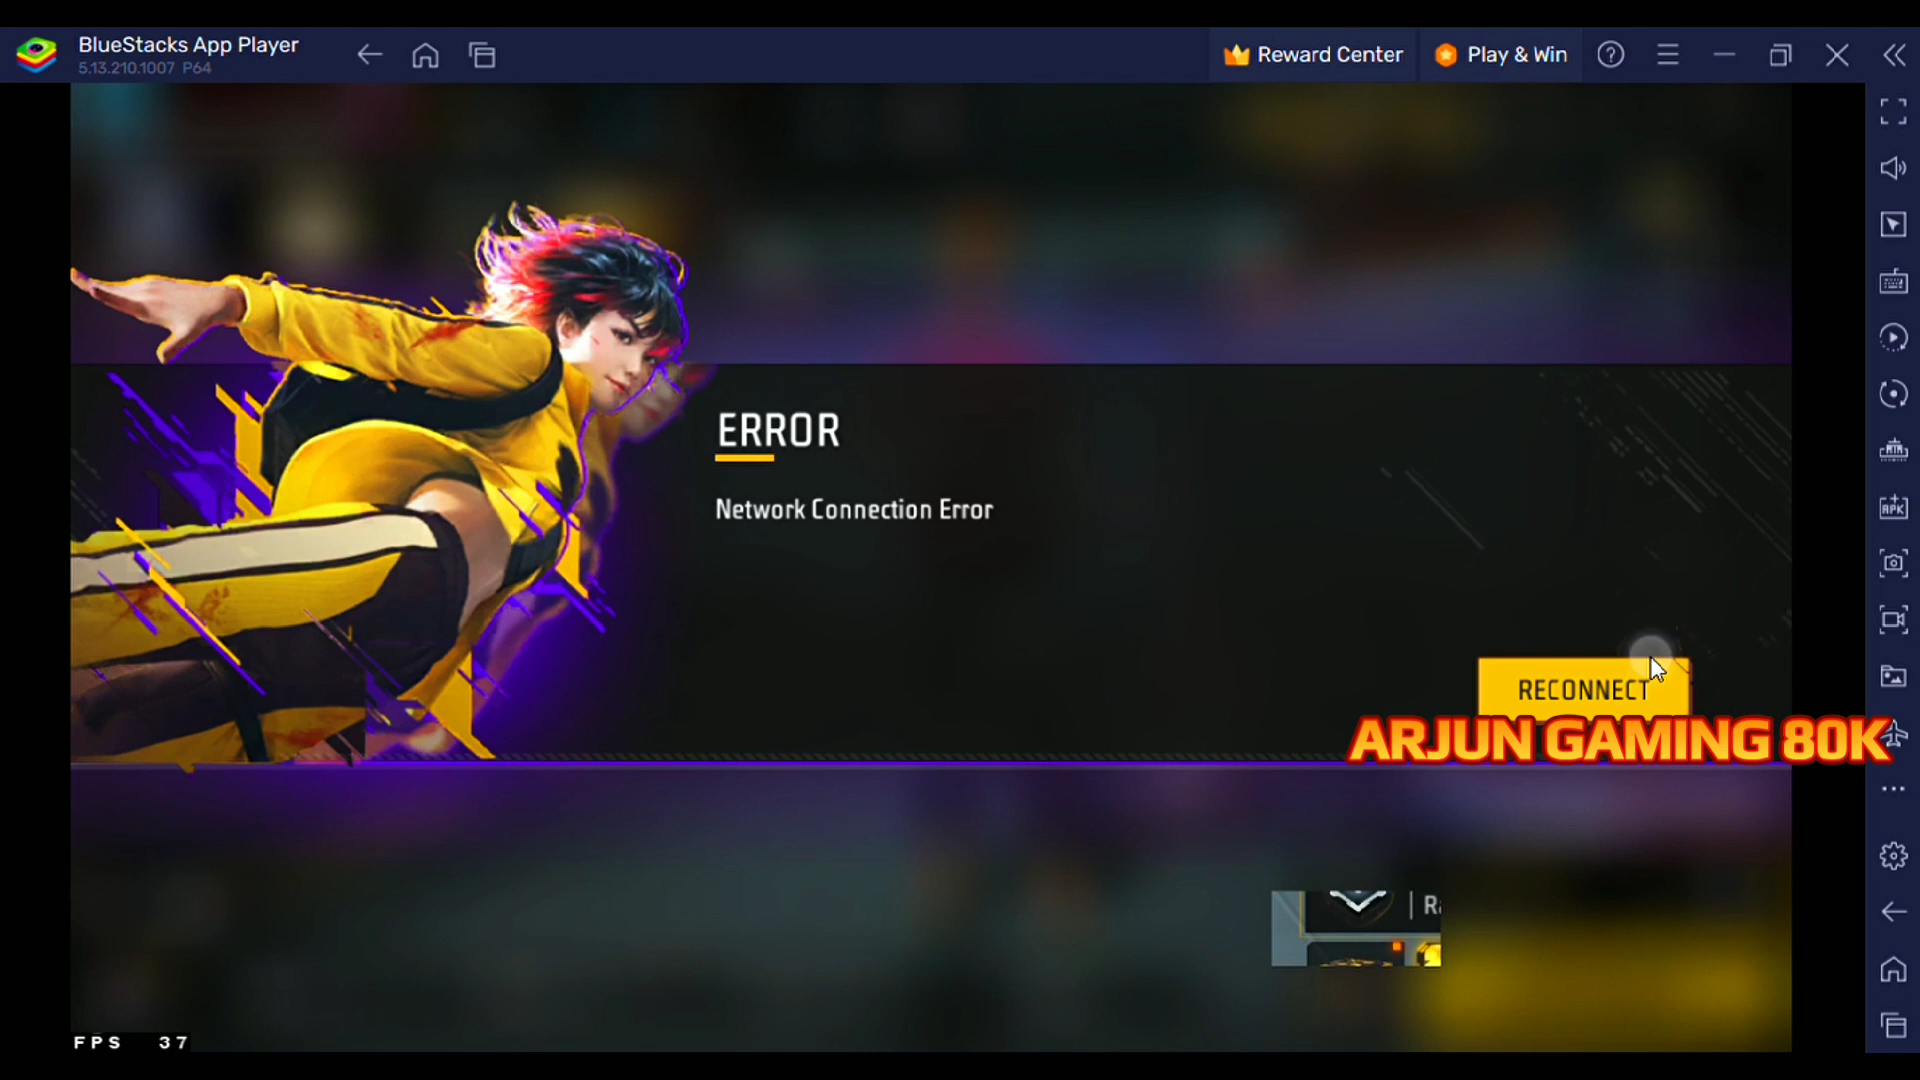 BlueStacks App Player
5.13.210.1007 P64
Reward Center
Play & Win
ERROR
Network Connection Error
RECONNECT
ARJUN GAMING 80K
FPS 37